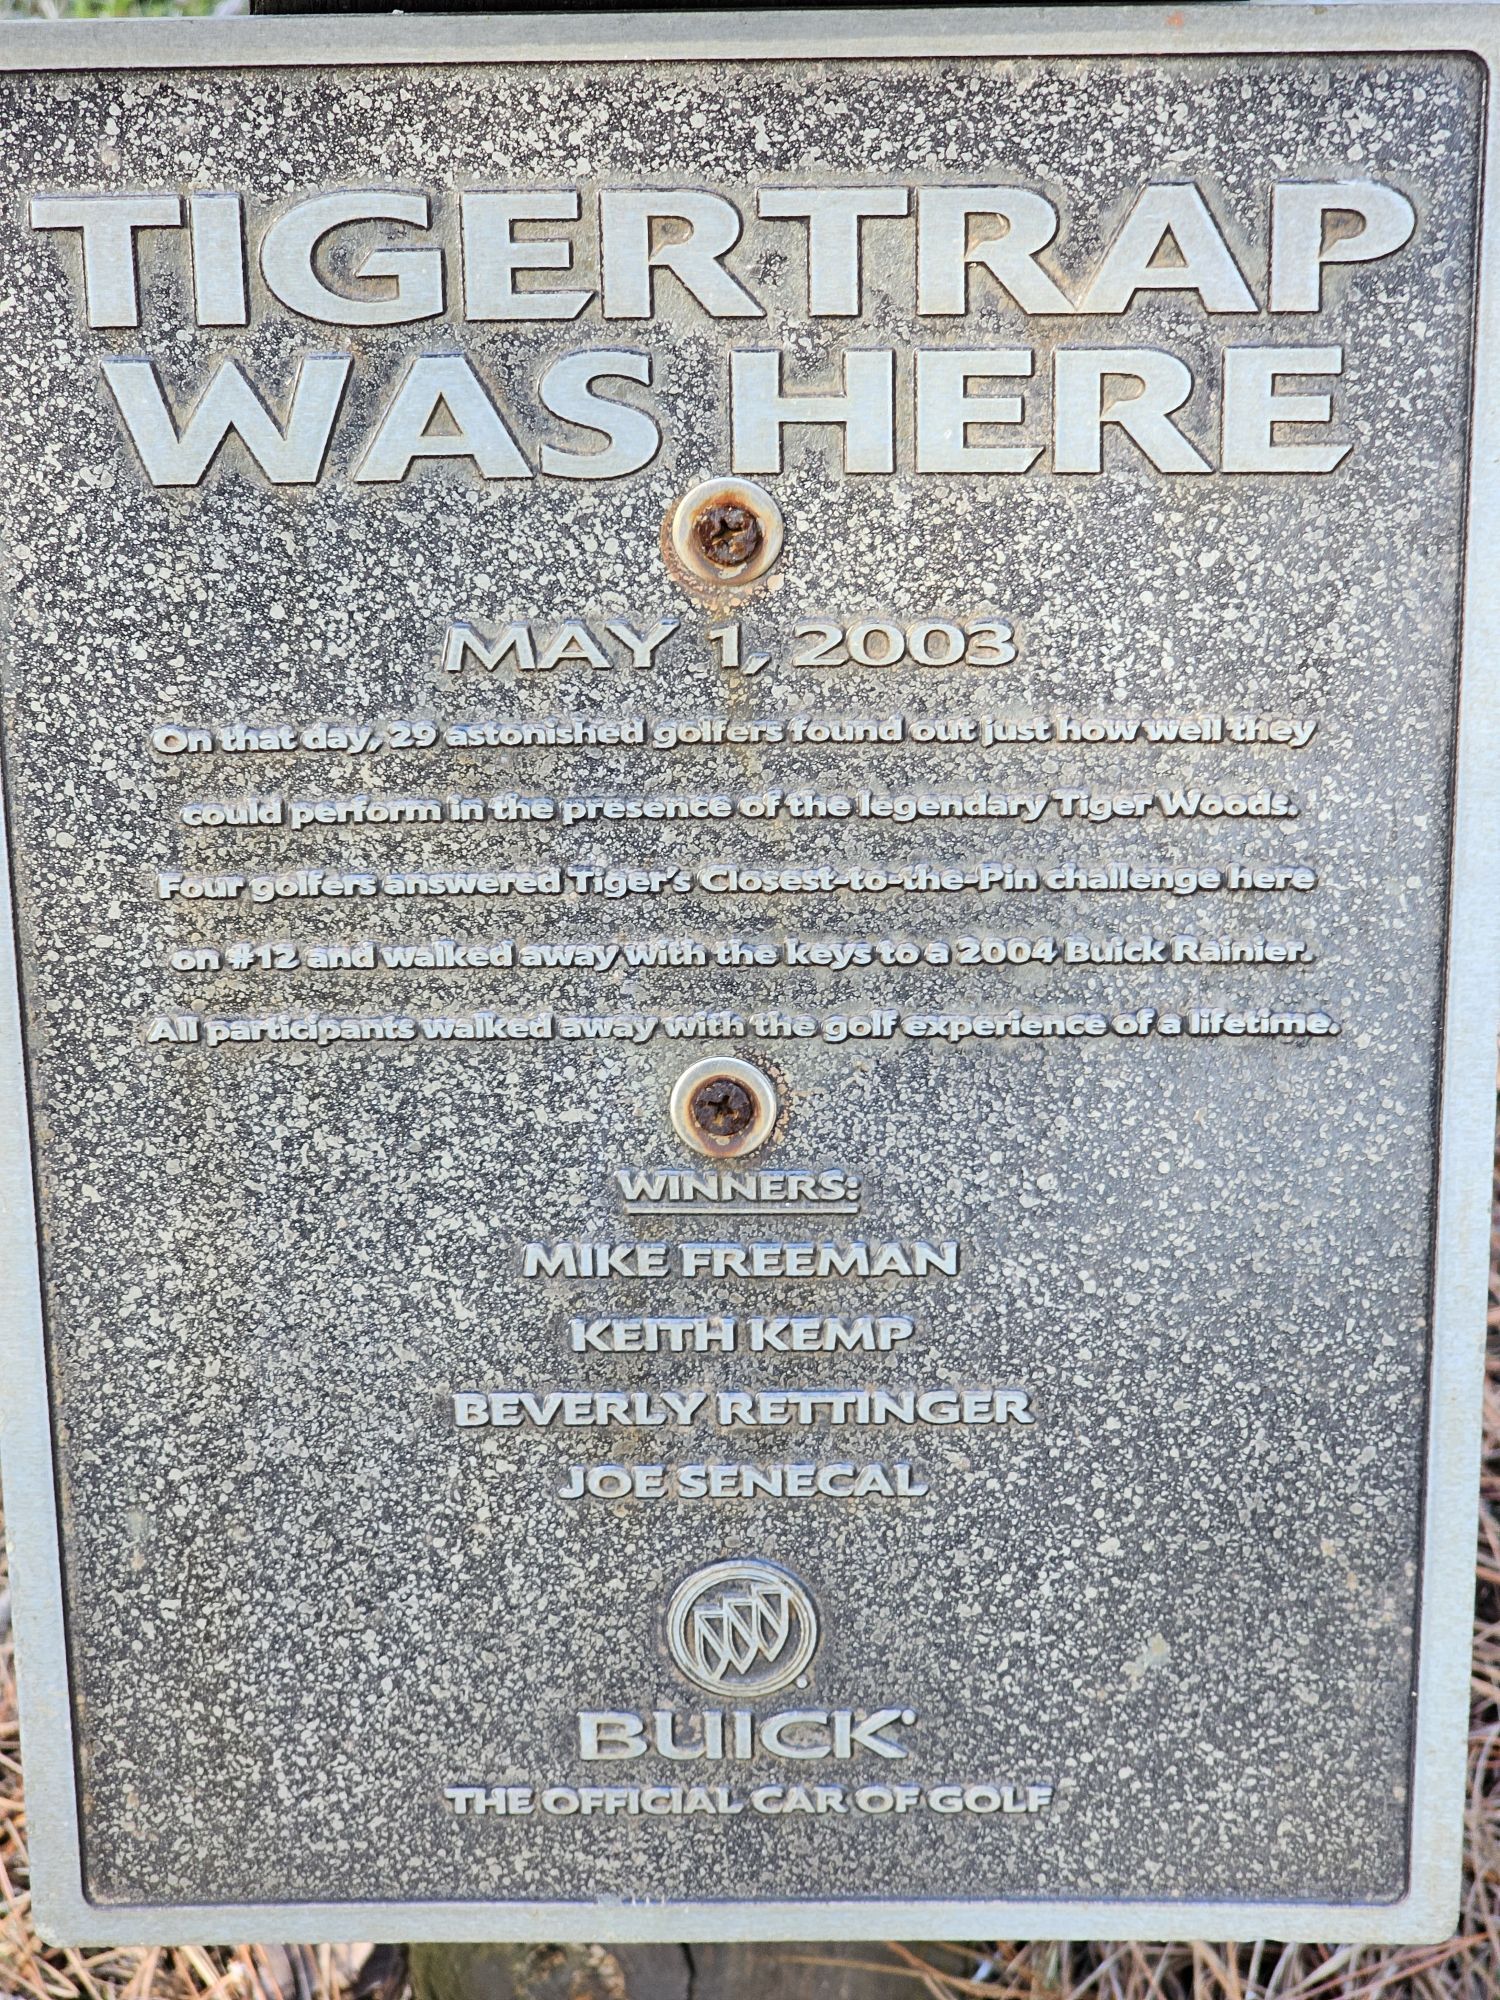 TIGERTRAP
WAS HERE
MAY 1, 2003
On that day, 29 astonished golfers found out just how well they
could perform in the presence of the legendary Tiger Woods.
Four golfers answered Tiger's Closest-to-the-Pin challenge here
on #12 and walked away with the keys to a 2004 Buick Rainier.
All participants walked away with the golf experience of a lifetime.
WINNERS:
MIKE FREEMAN
KEITH KEMP
BEVERLY RETTINGER
JOE SENECAL
BUICK
THE OFFICIAL CAR OF GOLF